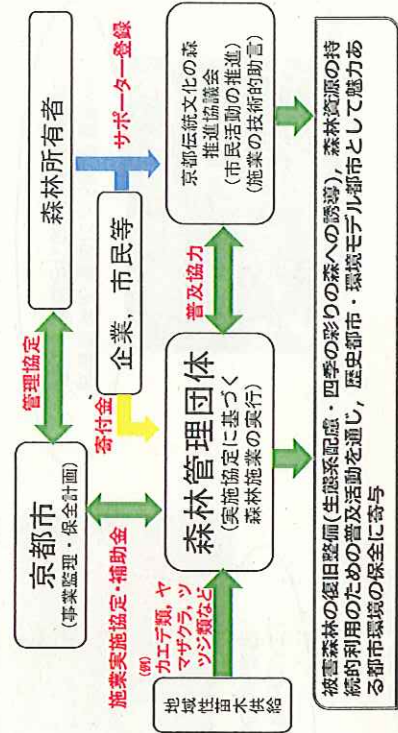 京都市
(事業監理・保全計画)
管理協定
森林所有者
施業実施協定・補助金
寄付金
企業，市民等
サポーター登録
(例)
カエデ類，ヤ
マザクラ，ツ
ツジ類など
地域性苗木供給
森林管理団体
(実施協定に基づく
森林施業の実行)
普及協力
京都伝統文化の森
推進協議会
(市民活動の推進)
(施業の技術的助言)
被害森林の復旧整備(生態系配慮・四季の彩りの森への誘導)，森林資源の持
続的利用のための普及活動を通じ，歴史都市・環境モデル都市として魅力あ
る都市環境の保全に寄与